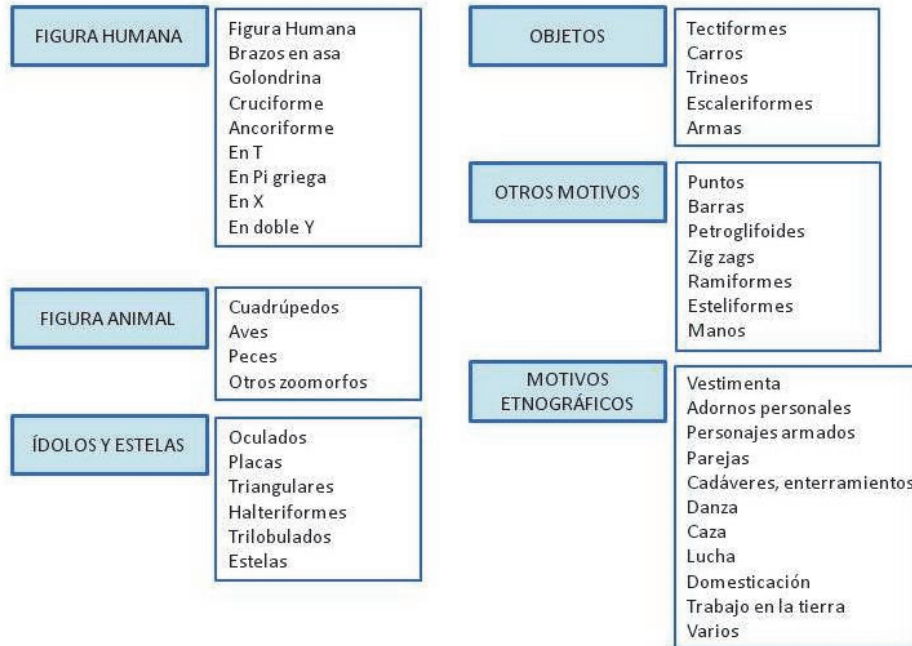 FIGURA HUMANA
Figura Humana
Brazos en asa
Golondrina
Cruciforme
Ancoriforme
En T
En Pi griega
En X
En doble Y
FIGURA ANIMAL
Cuadrúpedos
Aves
Peces
Otros zoomorfos
ÍDOLOS Y ESTELAS
Oculados
Placas
Triangulares
Halteriformes
Trilobulados
Estelas
OBJETOS
Tectiformes
Carros
Trineos
Escaleriformes
Armas
OTROS MOTIVOS
Puntos
Barras
Petroglifoides
Zig zags
Ramiformes
Esteliformes
Manos
MOTIVOS
ETNOGRÁFICOS
Vestimenta
Adornos personales
Personajes armados
Parejas
Cadáveres, enterramientos
Danza
Caza
Lucha
Domesticación
Trabajo en la tierra
Varios